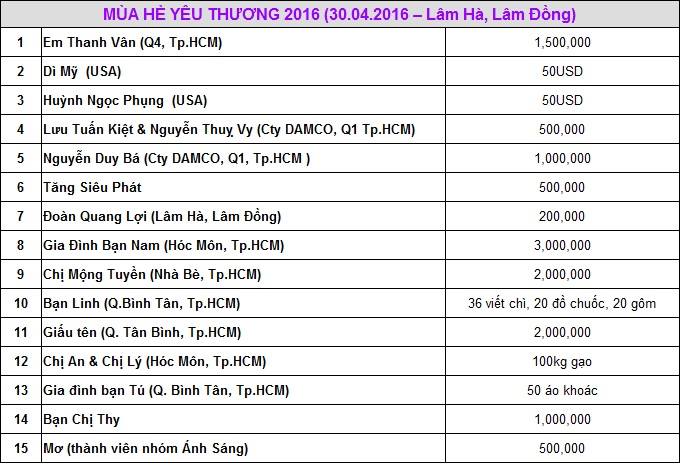 MÙA HÈ YÊU THƯƠNG 2016 (30.04.2016 – Lâm Hà, Lâm Đồng)
1 Em Thanh Vân (Q4, Tp.HCM) 1,500,000
2 Dì Mỹ (USA) 50USD
3 Huỳnh Ngọc Phụng (USA) 50USD
4 Lưu Tuấn Kiệt & Nguyễn Thuỵ Vy (Cty DAMCO, Q1 Tp.HCM) 500,000
5 Nguyễn Duy Bá (Cty DAMCO, Q1, Tp.HCM ) 1,000,000
6 Tăng Siêu Phát 500,000
7 Đoàn Quang Lợi (Lâm Hà, Lâm Đồng) 200,000
8 Gia Đình Bạn Nam (Hóc Môn, Tp.HCM) 3,000,000
9 Chị Mộng Tuyền (Nhà Bè, Tp.HCM) 2,000,000
10 Bạn Linh (Q.Bình Tân, Tp.HCM) 36 viết chì, 20 đồ chuốc, 20 gôm
11 Giấu tên (Q. Tân Bình, Tp.HCM) 2,000,000
12 Chị An & Chị Lý (Hóc Môn, Tp.HCM) 100kg gạo
13 Gia đình bạn Tú (Q. Bình Tân, Tp.HCM) 50 áo khoác
14 Bạn Chị Thy 1,000,000
15 Mơ (thành viên nhóm Ánh Sáng) 500,000